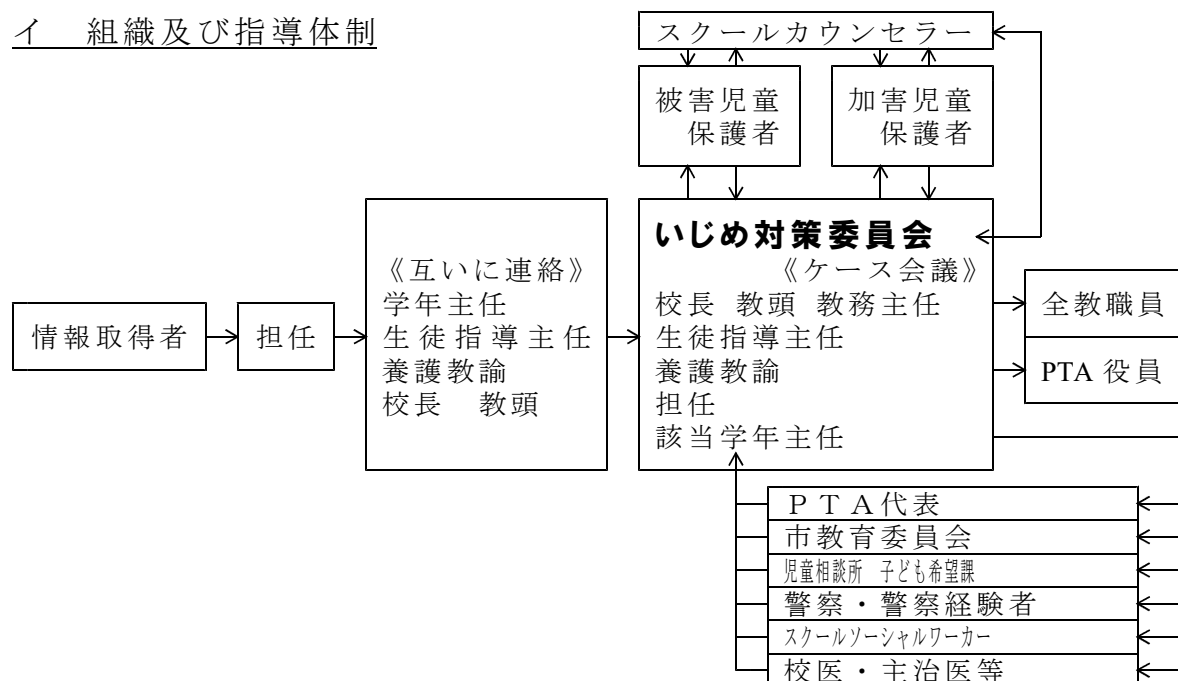 イ 組織及び指導体制
スクールカウンセラー
被害児童
保護者
加害児童
保護者
情報取得者
担任
《互いに連絡》
学年主任
生徒指導主任
養護教諭
校長 教頭
いじめ対策委員会
《ケース会議》
校長 教頭 教務主任
生徒指導主任
養護教諭
担任
該当学年主任
全教職員
PTA 役員
ＰＴＡ代表
市教育委員会
児童相談所 子ども希望課
警察・警察経験者
スクールソーシャルワーカー
校医・主治医等